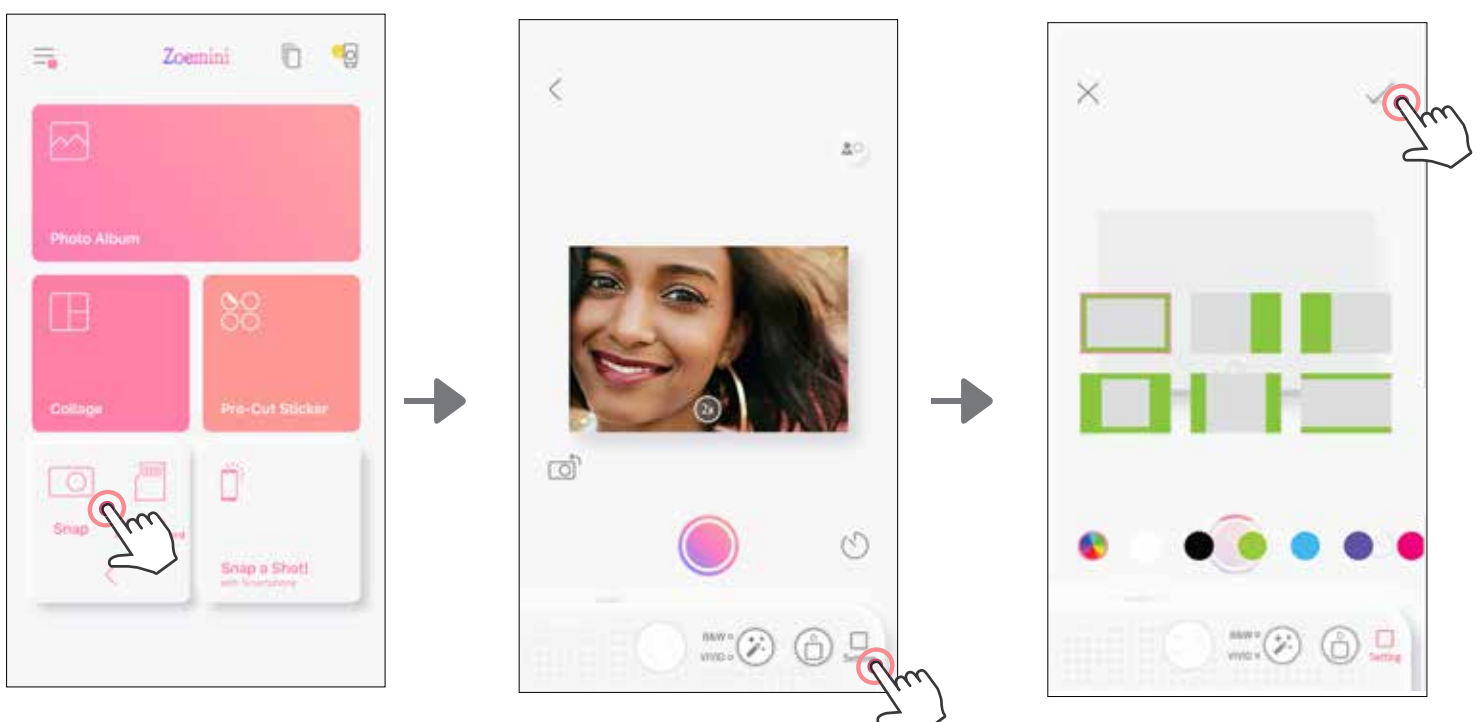 Zoemini
Photo Album
Collage
Pre-Cut Sticker
Snap
Snap a Shot!
with Smartphone
2x
B&W
VIVID
B&W
VIVID
Setting